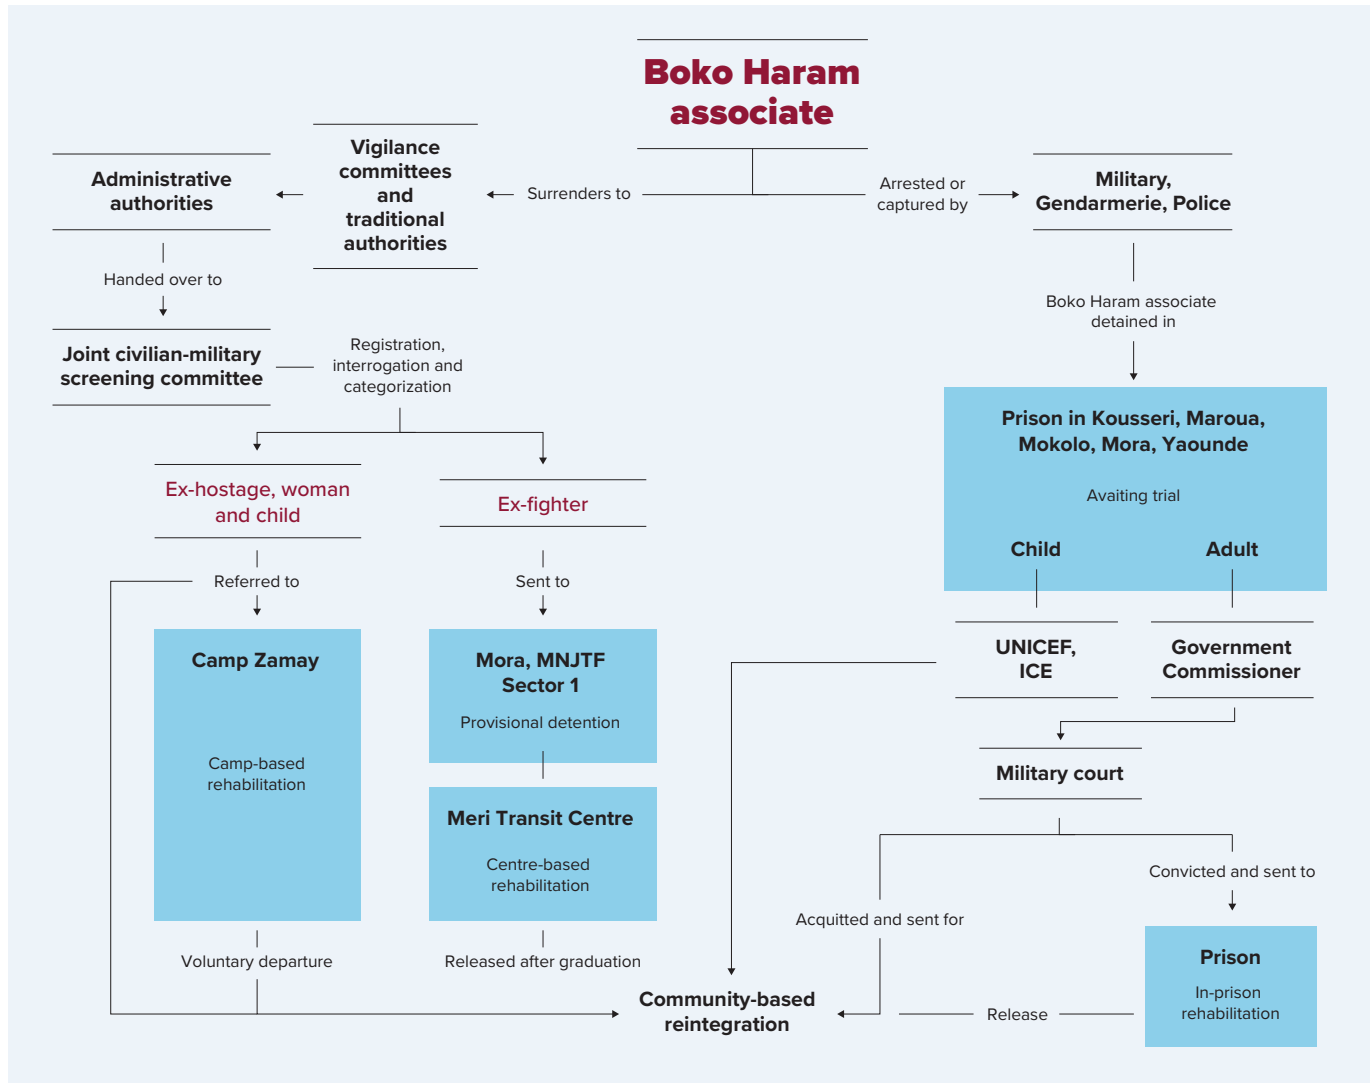 Boko Haram
associate
Vigilance
committees
and
traditional
authorities
Administrative
authorities
Surrenders to
Arrested or
captured by
Military,
Gendarmerie, Police
Handed over to
Boko Haram associate
detained in
Joint civilian-military
screening committee
Registration,
interrogation and
categorization
Prison in Kousseri, Maroua,
Mokolo, Mora, Yaounde
Avaiting trial
Child
Adult
Ex-hostage, woman
and child
Ex-fighter
Referred to
Sent to
Camp Zamay
Camp-based
rehabilitation
Mora, MNJTF
Sector 1
Provisional detention
Meri Transit Centre
Centre-based
rehabilitation
UNICEF,
ICE
Government
Commissioner
Military court
Convicted and sent to
Acquitted and sent for
Voluntary departure
Released after graduation
Prison
In-prison
rehabilitation
Community-based
reintegration
Release